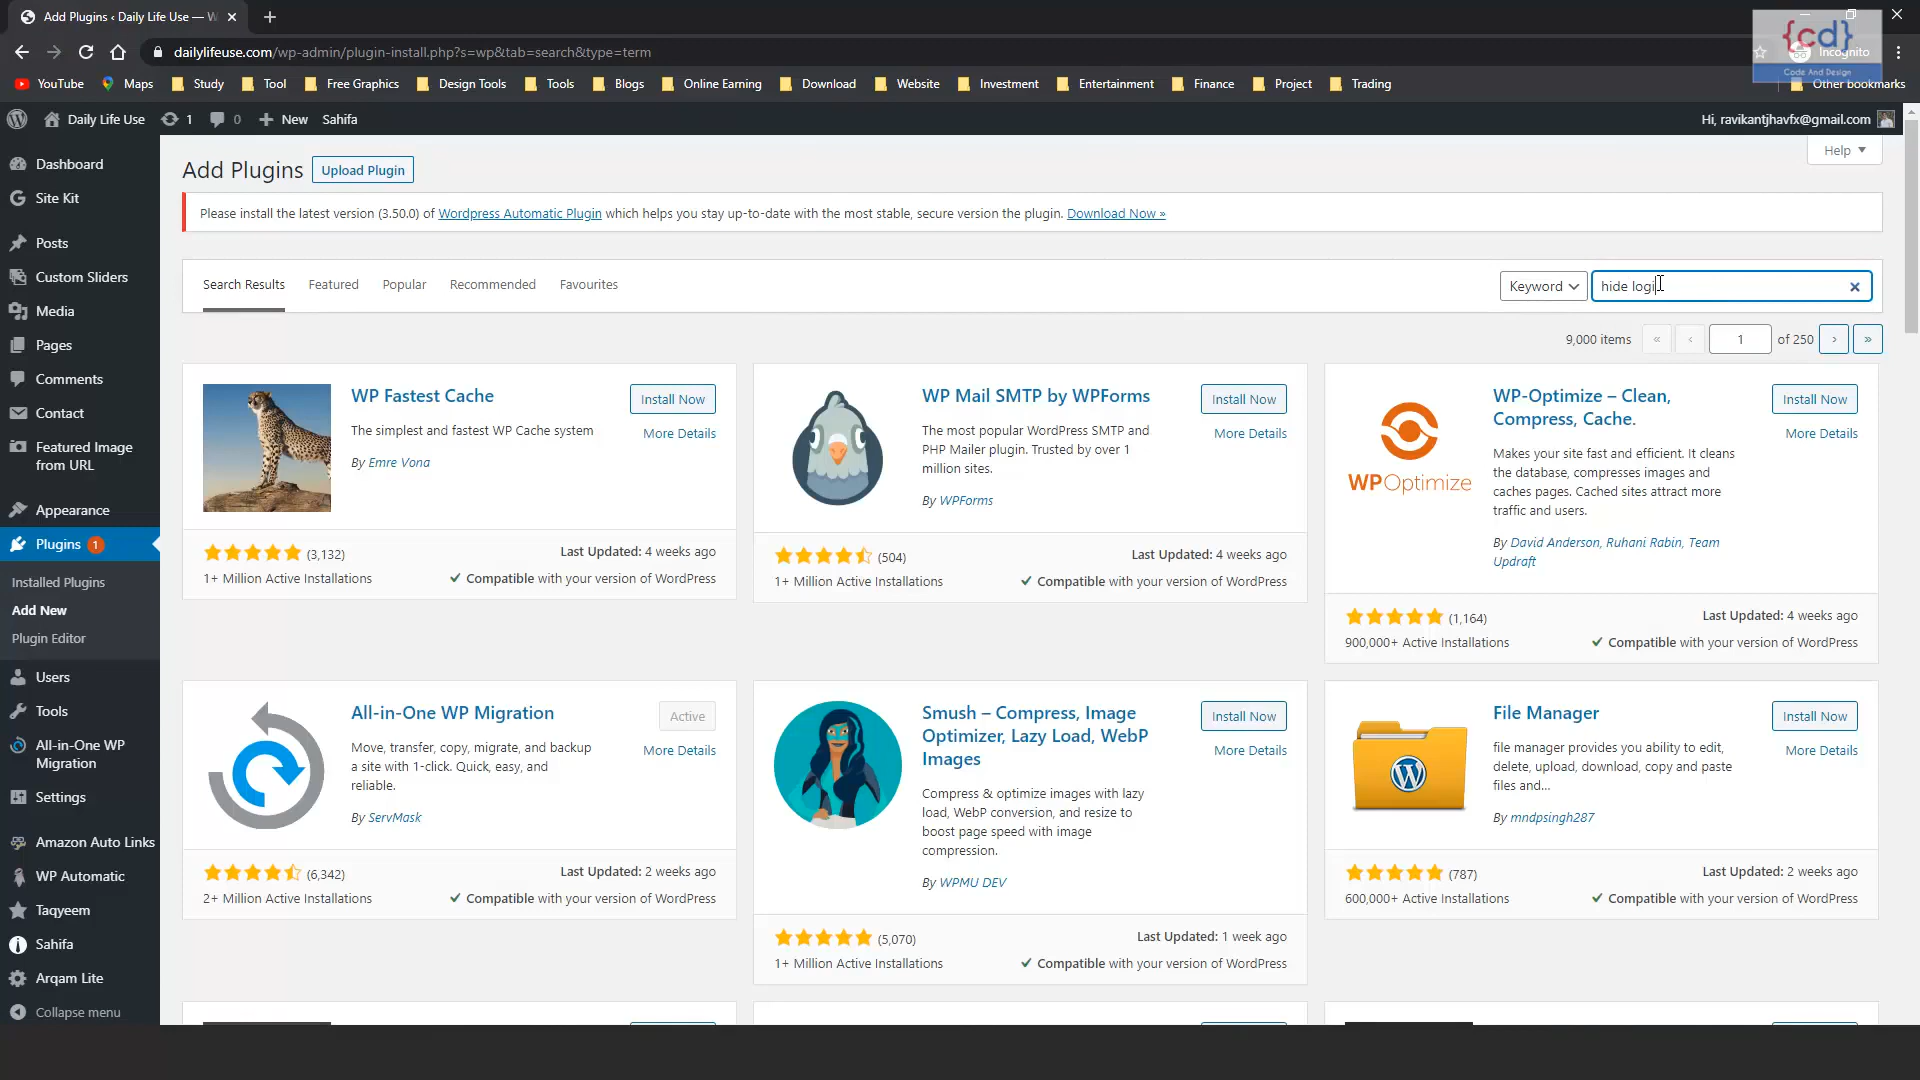 Add Plugins ‹ Daily Life Use — W
{cd}
Code And Design
dailylifeuse.com/wp-admin/plugin-install.php?s=wp&tab=search&type=term
Incognito
YouTube Maps Study Tool Free Graphics Design Tools Tools Blogs Online Earning Download Website Investment Entertainment Finance Project Trading Other bookmarks
Daily Life Use 1 0 New Sahifa
Hi, ravikantjhavfx@gmail.com
Dashboard
Site Kit
Posts
Custom Sliders
Media
Pages
Comments
Contact
Featured Image
from URL
Appearance
Plugins 1
Installed Plugins
Add New
Plugin Editor
Users
Tools
All-in-One WP
Migration
Settings
Amazon Auto Links
WP Automatic
Taqyeem
Sahifa
Arqam Lite
Collapse menu
Help
Add Plugins Upload Plugin
Please install the latest version (3.50.0) of Wordpress Automatic Plugin which helps you stay up-to-date with the most stable, secure version the plugin. Download Now »
Search Results Featured Popular Recommended Favourites
Keyword hide logi
9,000 items « ‹ 1 of 250 › »
WP Fastest Cache
Install Now
More Details
The simplest and fastest WP Cache system
By Emre Vona
(3,132)
Last Updated: 4 weeks ago
1+ Million Active Installations
Compatible with your version of WordPress
WP Mail SMTP by WPForms
Install Now
More Details
The most popular WordPress SMTP and
PHP Mailer plugin. Trusted by over 1
million sites.
By WPForms
(504)
Last Updated: 4 weeks ago
1+ Million Active Installations
Compatible with your version of WordPress
WPOptimize
WP-Optimize – Clean,
Compress, Cache.
Install Now
More Details
Makes your site fast and efficient. It cleans
the database, compresses images and
caches pages. Cached sites attract more
traffic and users.
By David Anderson, Ruhani Rabin, Team
Updraft
(1,164)
Last Updated: 4 weeks ago
900,000+ Active Installations
Compatible with your version of WordPress
All-in-One WP Migration
Active
More Details
Move, transfer, copy, migrate, and backup
a site with 1-click. Quick, easy, and
reliable.
By ServMask
(6,342)
Last Updated: 2 weeks ago
2+ Million Active Installations
Compatible with your version of WordPress
Smush – Compress, Image
Optimizer, Lazy Load, WebP
Images
Install Now
More Details
Compress & optimize images with lazy
load, WebP conversion, and resize to
boost page speed with image
compression.
By WPMU DEV
(5,070)
Last Updated: 1 week ago
1+ Million Active Installations
Compatible with your version of WordPress
File Manager
Install Now
More Details
file manager provides you ability to edit,
delete, upload, download, copy and paste
files and...
By mndpsingh287
(787)
Last Updated: 2 weeks ago
600,000+ Active Installations
Compatible with your version of WordPress